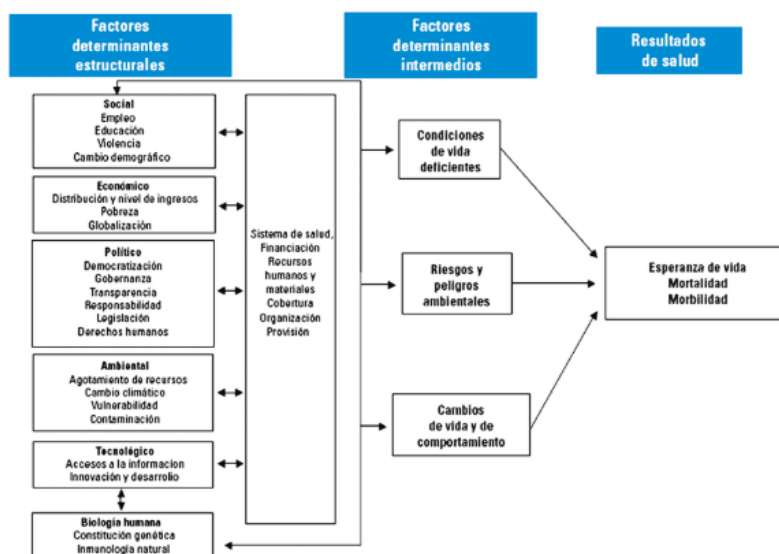 Factores
determinantes
estructurales
Factores
determinantes
intermedios
Resultados
de salud
Social
Empleo
Educación
Violencia
Cambio demográfico
Económico
Distribución y nivel de ingresos
Pobreza
Globalización
Político
Democratización
Gobernanza
Transparencia
Responsabilidad
Legislación
Derechos humanos
Ambiental
Agotamiento de recursos
Cambio climático
Vulnerabilidad
Contaminación
Tecnológico
Accesos a la informacion
Innovación y desarrollo
Biología humana
Constitución genética
Inmunología natural
Sistema de salud,
Financiación
Recursos
humanos y
materiales
Cobertura
Organización
Provisión
Condiciones
de vida
deficientes
Riesgos y
peligros
ambientales
Cambios
de vida y de
comportamiento
Esperanza de vida
Mortalidad
Morbilidad